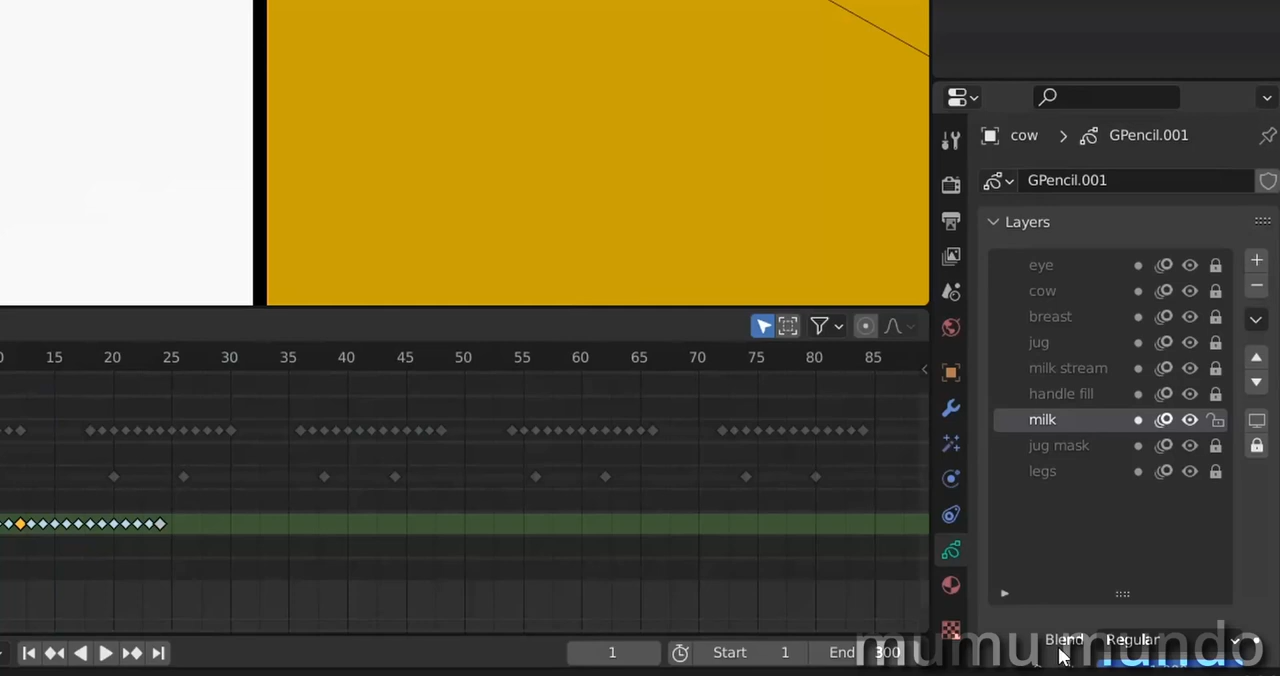 cow > GPencil.001
GPencil.001
Layers
eye
cow
breast
jug
milk stream
handle fill
milk
jug mask
legs
0 15 20 25 30 35 40 45 50 55 60 65 70 75 80 85
1 Start 1 End 300
Blend Regular
mumu mundo